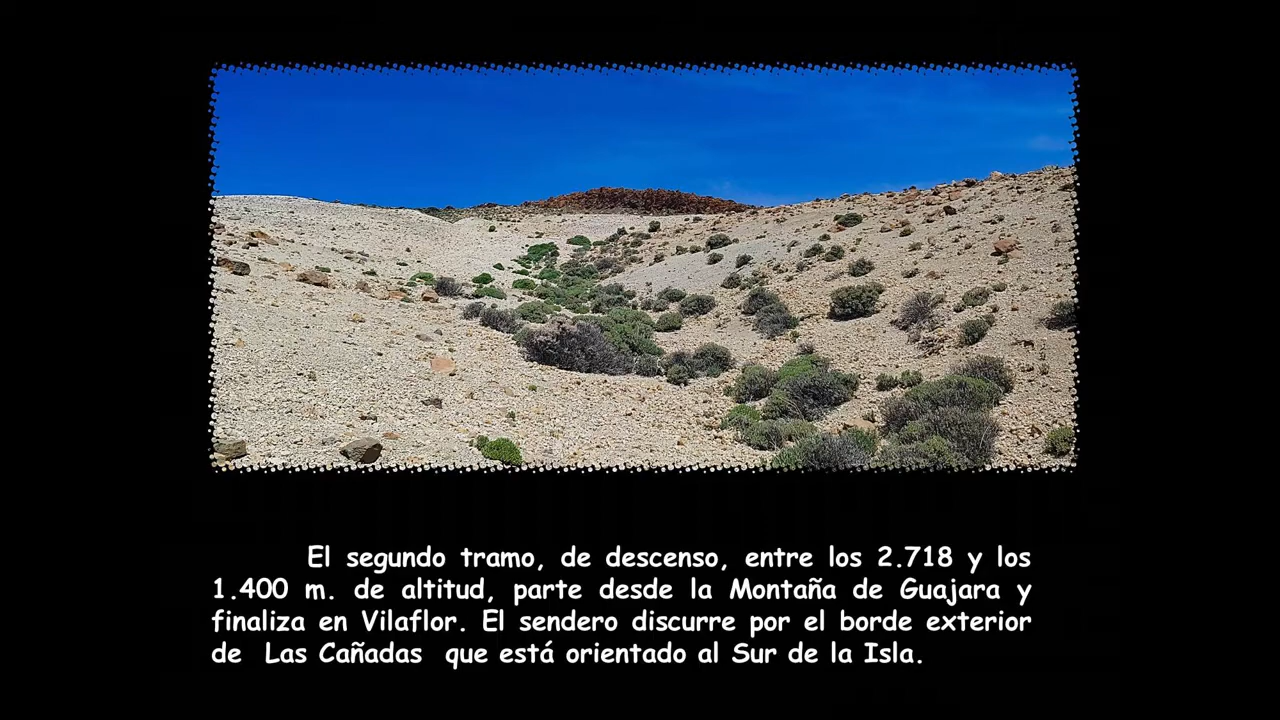 El segundo tramo, de descenso, entre los 2.718 y los
1.400 m. de altitud, parte desde la Montaña de Guajara y
finaliza en Vilaflor. El sendero discurre por el borde exterior
de Las Cañadas que está orientado al Sur de la Isla.